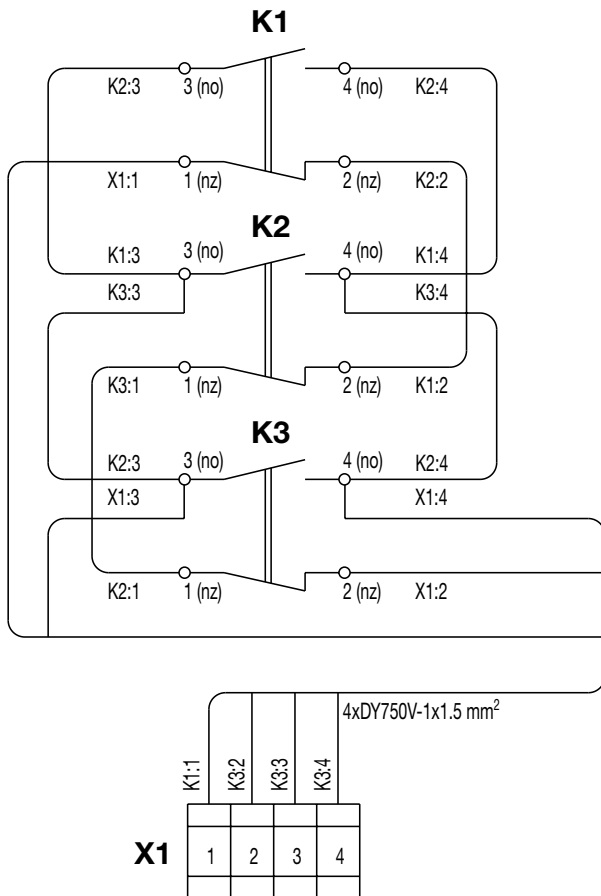 K1
K2:3 3 (no) 4 (no) K2:4
X1:1 1 (nz) 2 (nz) K2:2
K2
K1:3 3 (no) 4 (no) K1:4
K3:3 K3:4
K3:1 1 (nz) 2 (nz) K1:2
K3
K2:3 3 (no) 4 (no) K2:4
X1:3 X1:4
K2:1 1 (nz) 2 (nz) X1:2
4xDY750V-1x1.5 mm²
K1:1 K3:2 K3:3 K3:4
X1 1 2 3 4